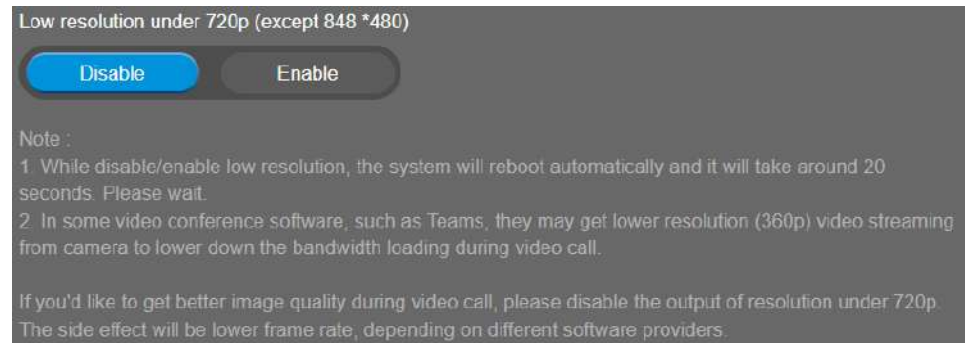 Low resolution under 720p (except 848 *480)
Disable Enable
Note :
1. While disable/enable low resolution, the system will reboot automatically and it will take around 20
seconds. Please wait.
2. In some video conference software, such as Teams, they may get lower resolution (360p) video streaming
from camera to lower down the bandwidth loading during video call.
If you'd like to get better image quality during video call, please disable the output of resolution under 720p.
The side effect will be lower frame rate, depending on different software providers.